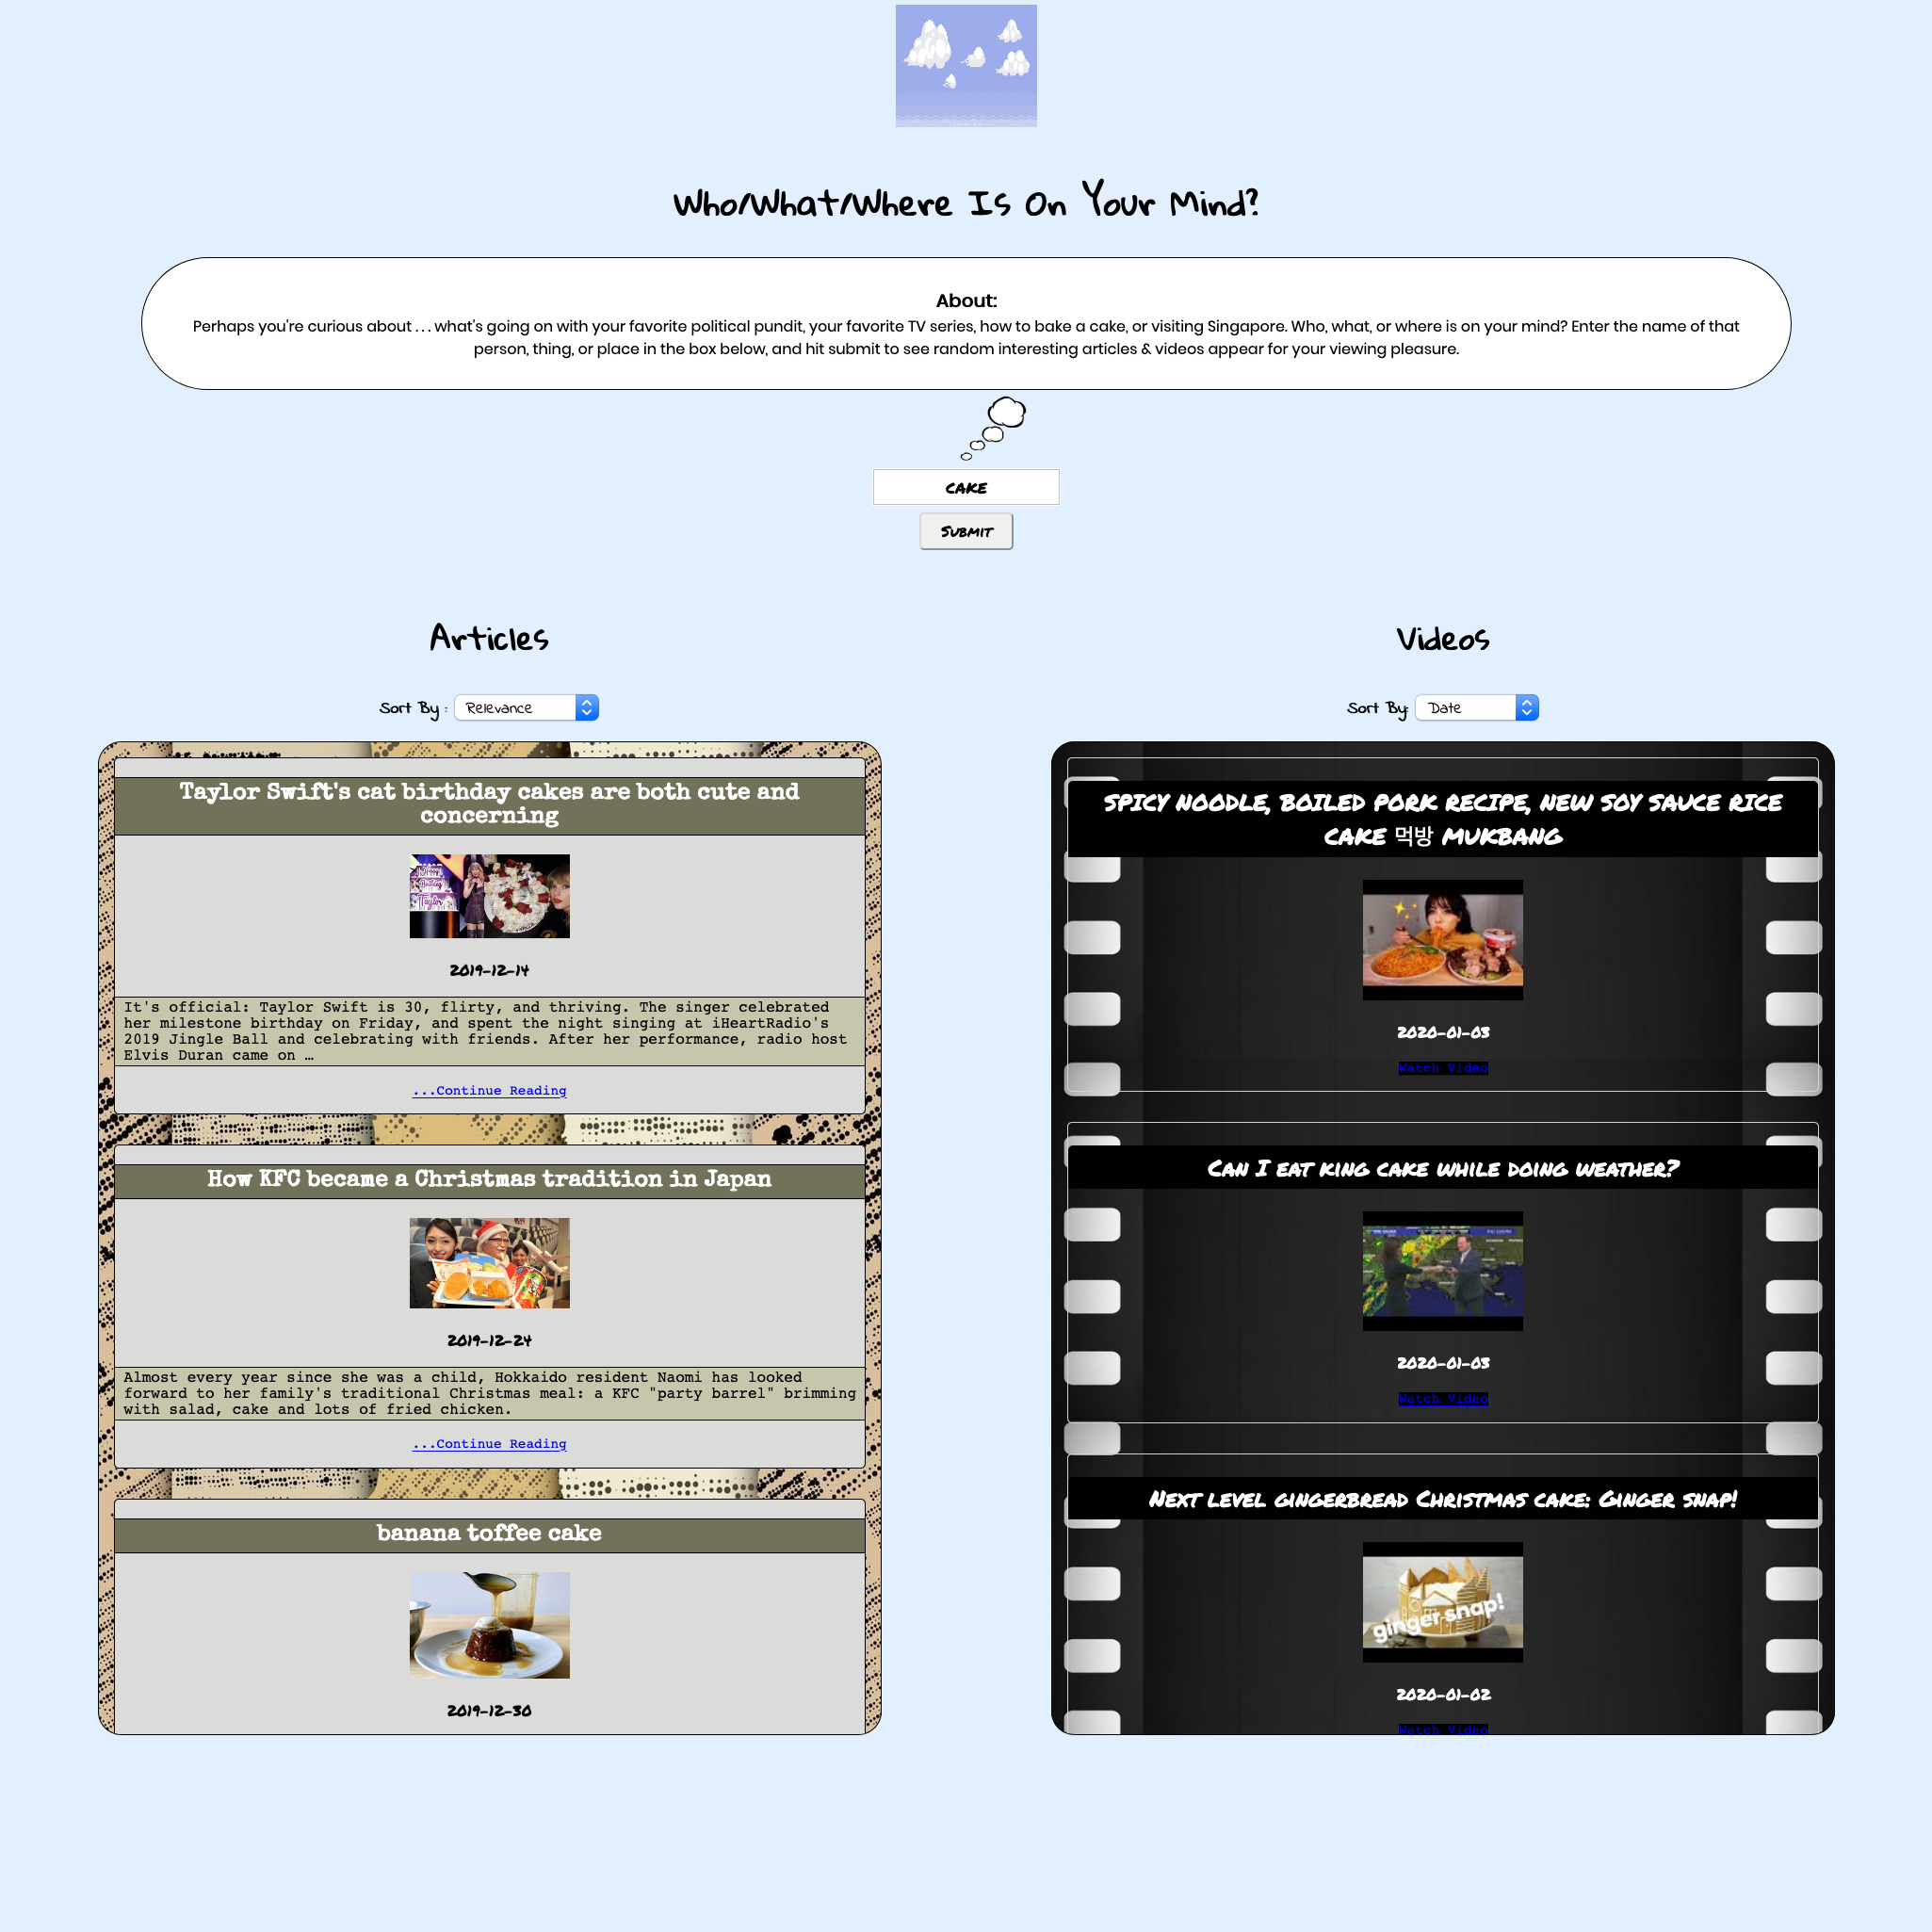 Who/What/Where Is On Your Mind?
About:
Perhaps you're curious about . . . what's going on with your favorite political pundit, your favorite TV series, how to bake a cake, or visiting Singapore. Who, what, or where is on your mind? Enter the name of that
person, thing, or place in the box below, and hit submit to see random interesting articles & videos appear for your viewing pleasure.
CAKE
Submit
Articles
Sort By :
Relevance
Taylor Swift's cat birthday cakes are both cute and
concerning
Taylor
2019-12-14
It's official: Taylor Swift is 30, flirty, and thriving. The singer celebrated
her milestone birthday on Friday, and spent the night singing at iHeartRadio's
2019 Jingle Ball and celebrating with friends. After her performance, radio host
Elvis Duran came on …
...Continue Reading
How KFC became a Christmas tradition in Japan
2019-12-24
Almost every year since she was a child, Hokkaido resident Naomi has looked
forward to her family's traditional Christmas meal: a KFC "party barrel" brimming
with salad, cake and lots of fried chicken.
...Continue Reading
banana toffee cake
2019-12-30
Videos
Sort By:
Date
SPICY NOODLE, BOILED PORK RECIPE, NEW SOY SAUCE RICE
CAKE 먹방 MUKBANG
2020-01-03
Watch Video
Can I eat king cake while doing weather?
2020-01-03
Watch Video
Next level gingerbread Christmas cake: Ginger snap!
ginger snap!
2020-01-02
Watch Video